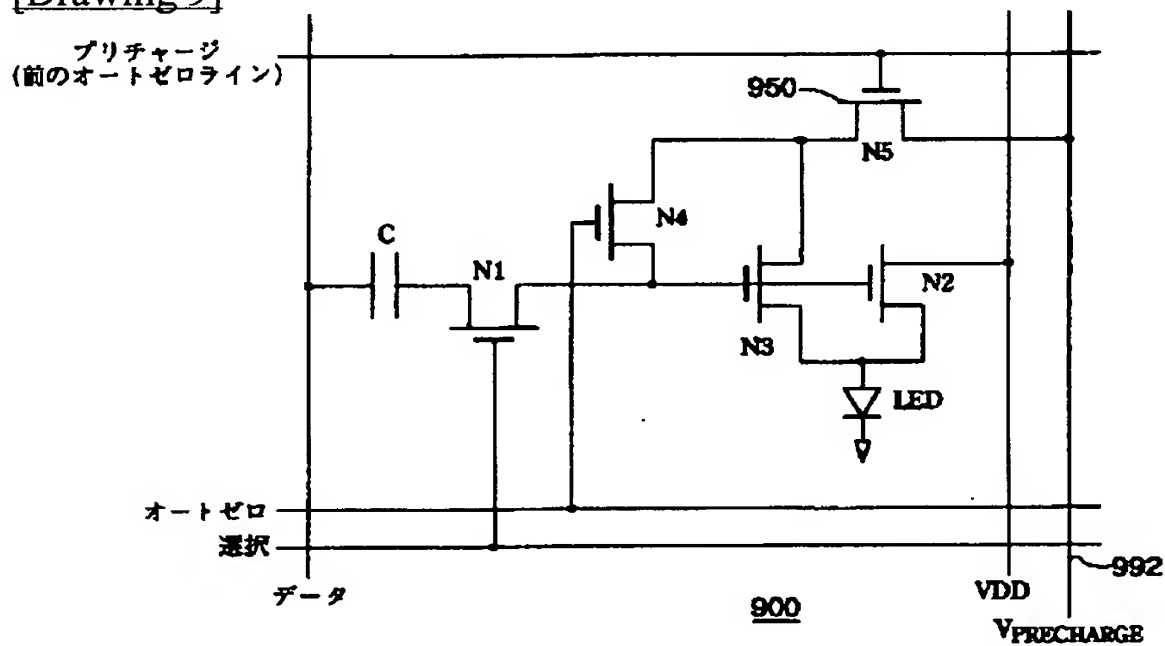 [Drawing 9]
プリチャージ
(前のオートゼロライン)
950
N5
N4
C
N1
N2
N3
LED
オートゼロ
選択
データ
900
VDD
992
VPRECHARGE